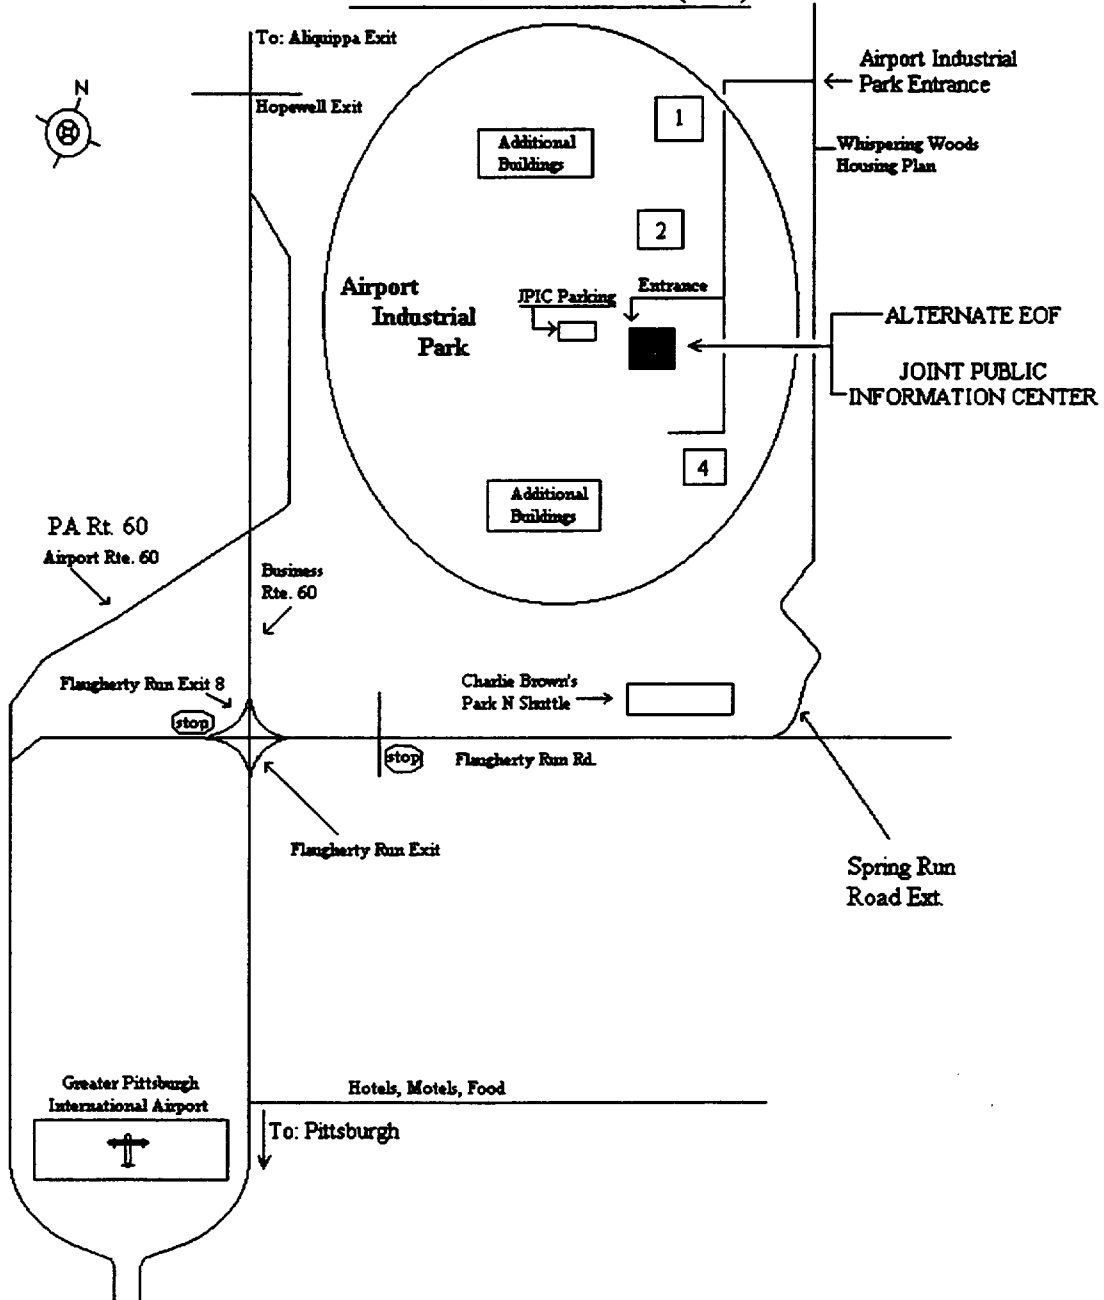 To: Aliquippa Exit
Hopewell Exit
N
Airport Industrial
Park Entrance
Whispering Woods
Housing Plan
1
Additional
Buildings
2
Entrance
JPIC Parking
Airport
Industrial
Park
ALTERNATE EOF
JOINT PUBLIC
INFORMATION CENTER
4
Additional
Buildings
PA Rt. 60
Airport Rte. 60
Business
Rte. 60
Flaugherty Run Exit 8
stop
Charlie Brown's
Park N Shuttle
stop
Flaugherty Run Rd.
Flaugherty Run Exit
Spring Run
Road Ext.
Greater Pittsburgh
International Airport
Hotels, Motels, Food
To: Pittsburgh